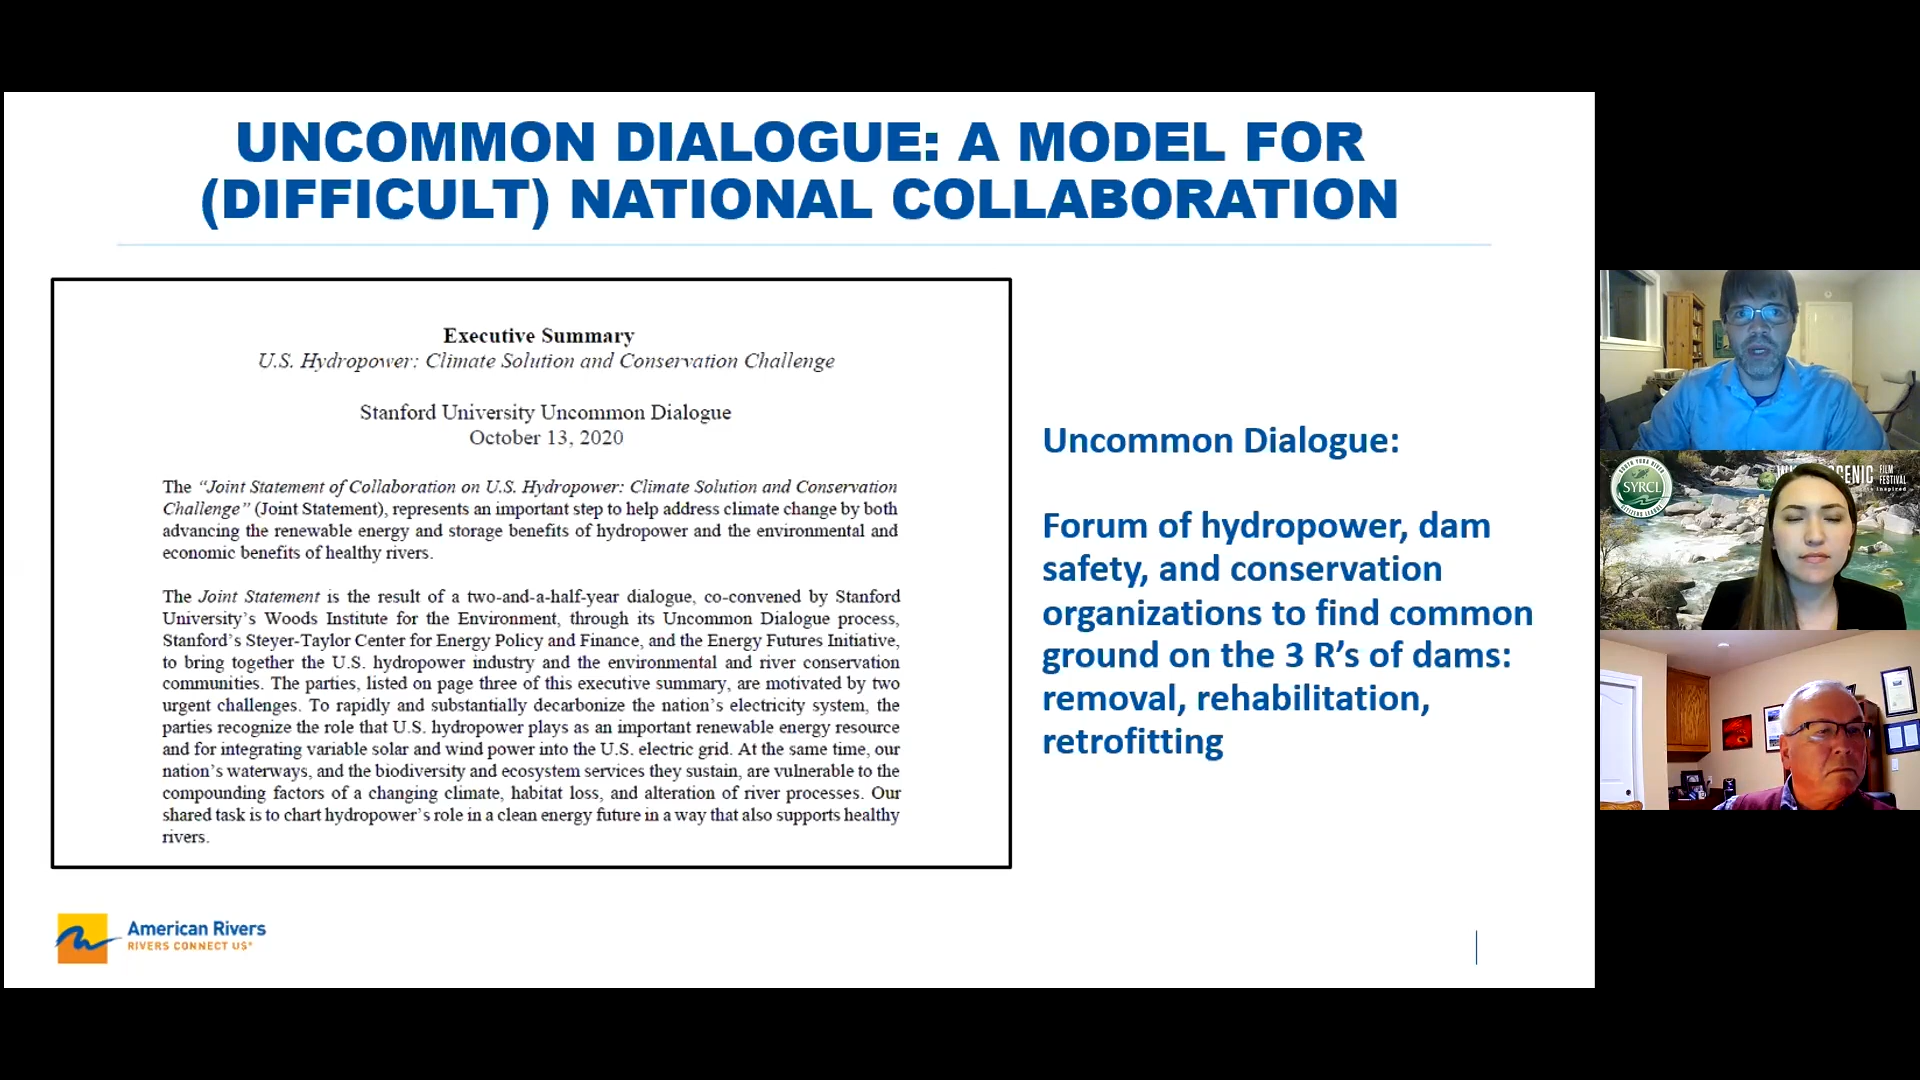 UNCOMMON DIALOGUE: A MODEL FOR
(DIFFICULT) NATIONAL COLLABORATION
Executive Summary
U.S. Hydropower: Climate Solution and Conservation Challenge
Stanford University Uncommon Dialogue
October 13, 2020
The “Joint Statement of Collaboration on U.S. Hydropower: Climate Solution and Conservation
Challenge” (Joint Statement), represents an important step to help address climate change by both
advancing the renewable energy and storage benefits of hydropower and the environmental and
economic benefits of healthy rivers.
The Joint Statement is the result of a two-and-a-half-year dialogue, co-convened by Stanford
University’s Woods Institute for the Environment, through its Uncommon Dialogue process,
Stanford’s Steyer-Taylor Center for Energy Policy and Finance, and the Energy Futures Initiative,
to bring together the U.S. hydropower industry and the environmental and river conservation
communities. The parties, listed on page three of this executive summary, are motivated by two
urgent challenges. To rapidly and substantially decarbonize the nation’s electricity system, the
parties recognize the role that U.S. hydropower plays as an important renewable energy resource
and for integrating variable solar and wind power into the U.S. electric grid. At the same time, our
nation’s waterways, and the biodiversity and ecosystem services they sustain, are vulnerable to the
compounding factors of a changing climate, habitat loss, and alteration of river processes. Our
shared task is to chart hydropower’s role in a clean energy future in a way that also supports healthy
rivers.
Uncommon Dialogue:
Forum of hydropower, dam
safety, and conservation
organizations to find common
ground on the 3 R’s of dams:
removal, rehabilitation,
retrofitting
American Rivers
RIVERS CONNECT US®
SOUTH YUBA RIVER
SYRCL
CITIZENS LEAGUE
FILM
FESTIVAL